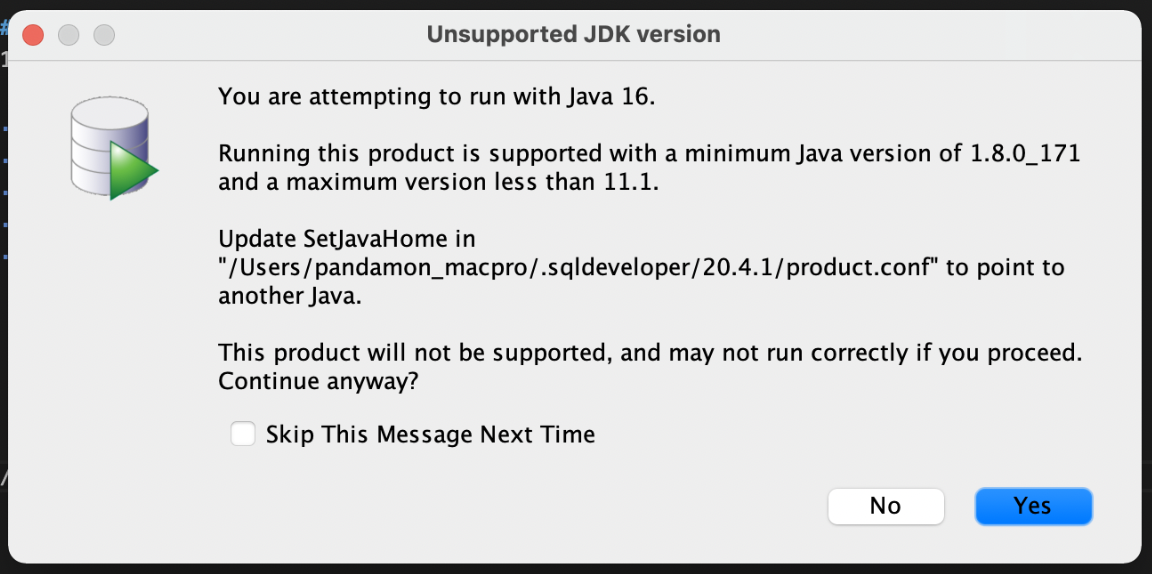 Unsupported JDK version
You are attempting to run with Java 16.
Running this product is supported with a minimum Java version of 1.8.0_171
and a maximum version less than 11.1.
Update SetJavaHome in
"/Users/pandamon_macpro/.sqldeveloper/20.4.1/product.conf" to point to
another Java.
This product will not be supported, and may not run correctly if you proceed.
Continue anyway?
Skip This Message Next Time
No
Yes